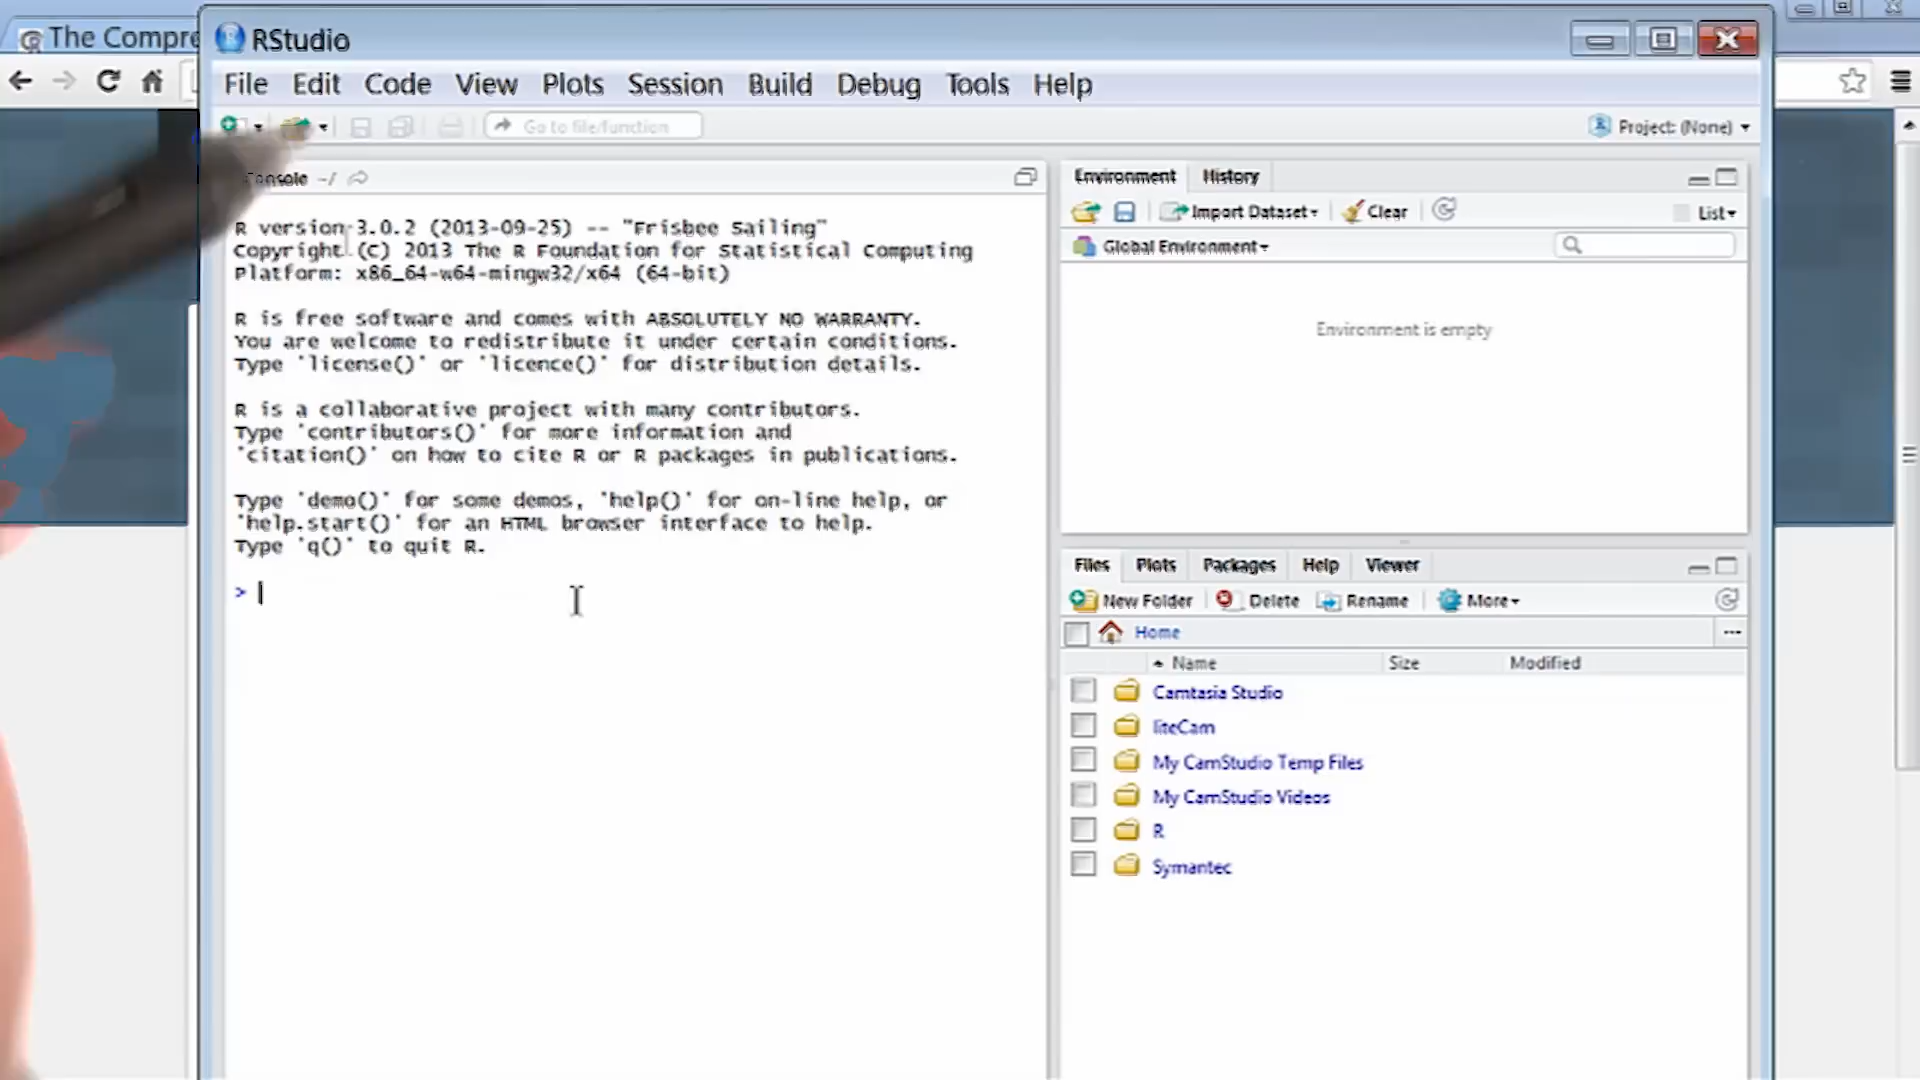 The Compre
RStudio
File Edit Code View Plots Session Build Debug Tools Help
Go to file/function
Project: (None)
Console ~/
R version 3.0.2 (2013-09-25) -- "Frisbee Sailing"
Copyright (C) 2013 The R Foundation for Statistical Computing
Platform: x86_64-w64-mingw32/x64 (64-bit)
R is free software and comes with ABSOLUTELY NO WARRANTY.
You are welcome to redistribute it under certain conditions.
Type 'license()' or 'licence()' for distribution details.
R is a collaborative project with many contributors.
Type 'contributors()' for more information and
'citation()' on how to cite R or R packages in publications.
Type 'demo()' for some demos, 'help()' for on-line help, or
'help.start()' for an HTML browser interface to help.
Type 'q()' to quit R.
>
Environment History
Import Dataset Clear List
Global Environment
Environment is empty
Files Plots Packages Help Viewer
New Folder Delete Rename More
Home ...
Name Size Modified
Camtasia Studio
liteCam
My CamStudio Temp Files
My CamStudio Videos
R
Symantec